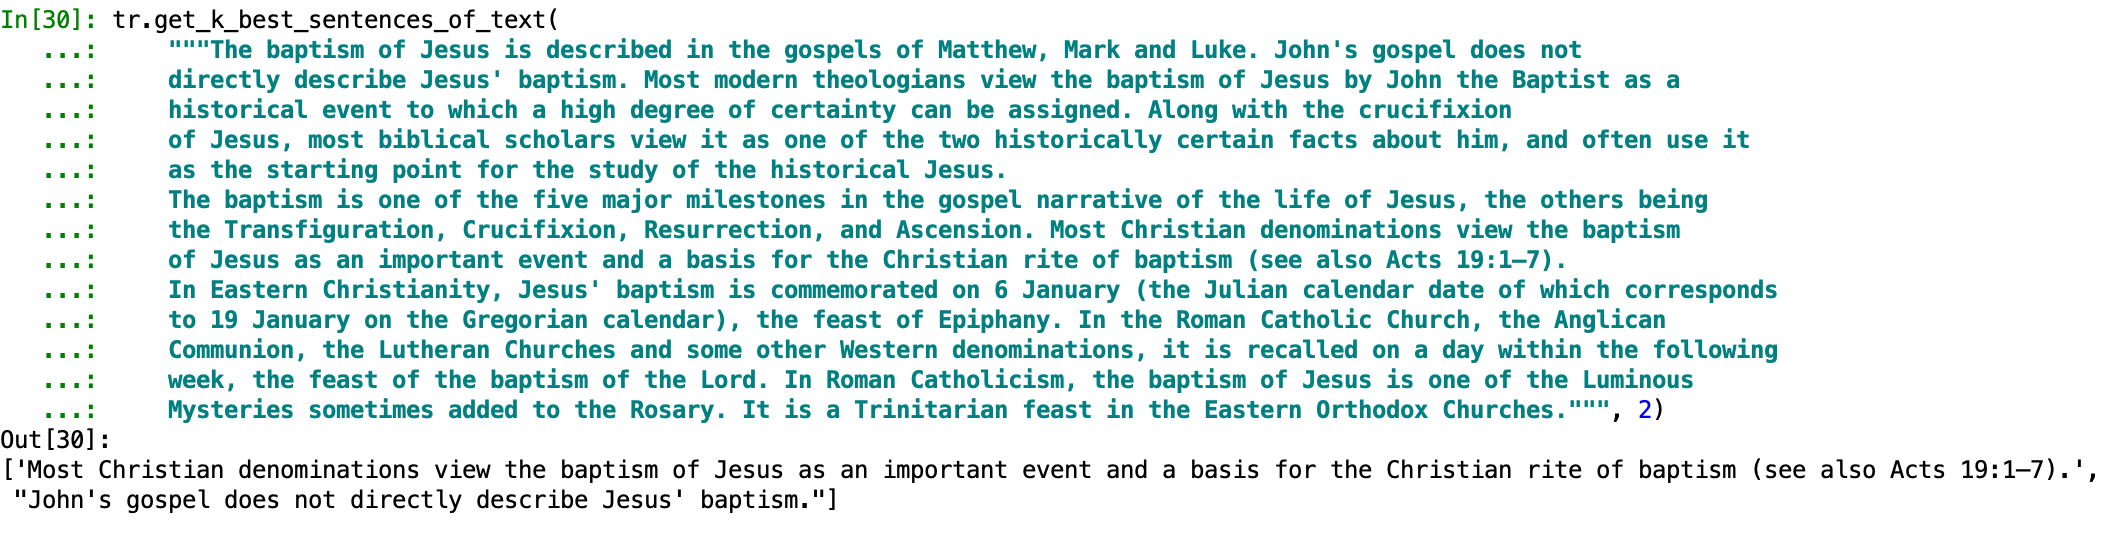 In[30]: tr.get_k_best_sentences_of_text(
   ...:     """The baptism of Jesus is described in the gospels of Matthew, Mark and Luke. John's gospel does not
   ...:     directly describe Jesus' baptism. Most modern theologians view the baptism of Jesus by John the Baptist as a
   ...:     historical event to which a high degree of certainty can be assigned. Along with the crucifixion
   ...:     of Jesus, most biblical scholars view it as one of the two historically certain facts about him, and often use it
   ...:     as the starting point for the study of the historical Jesus.
   ...:     The baptism is one of the five major milestones in the gospel narrative of the life of Jesus, the others being
   ...:     the Transfiguration, Crucifixion, Resurrection, and Ascension. Most Christian denominations view the baptism
   ...:     of Jesus as an important event and a basis for the Christian rite of baptism (see also Acts 19:1–7).
   ...:     In Eastern Christianity, Jesus' baptism is commemorated on 6 January (the Julian calendar date of which corresponds
   ...:     to 19 January on the Gregorian calendar), the feast of Epiphany. In the Roman Catholic Church, the Anglican
   ...:     Communion, the Lutheran Churches and some other Western denominations, it is recalled on a day within the following
   ...:     week, the feast of the baptism of the Lord. In Roman Catholicism, the baptism of Jesus is one of the Luminous
   ...:     Mysteries sometimes added to the Rosary. It is a Trinitarian feast in the Eastern Orthodox Churches.""", 2)
Out[30]:
['Most Christian denominations view the baptism of Jesus as an important event and a basis for the Christian rite of baptism (see also Acts 19:1–7).',
 "John's gospel does not directly describe Jesus' baptism."]